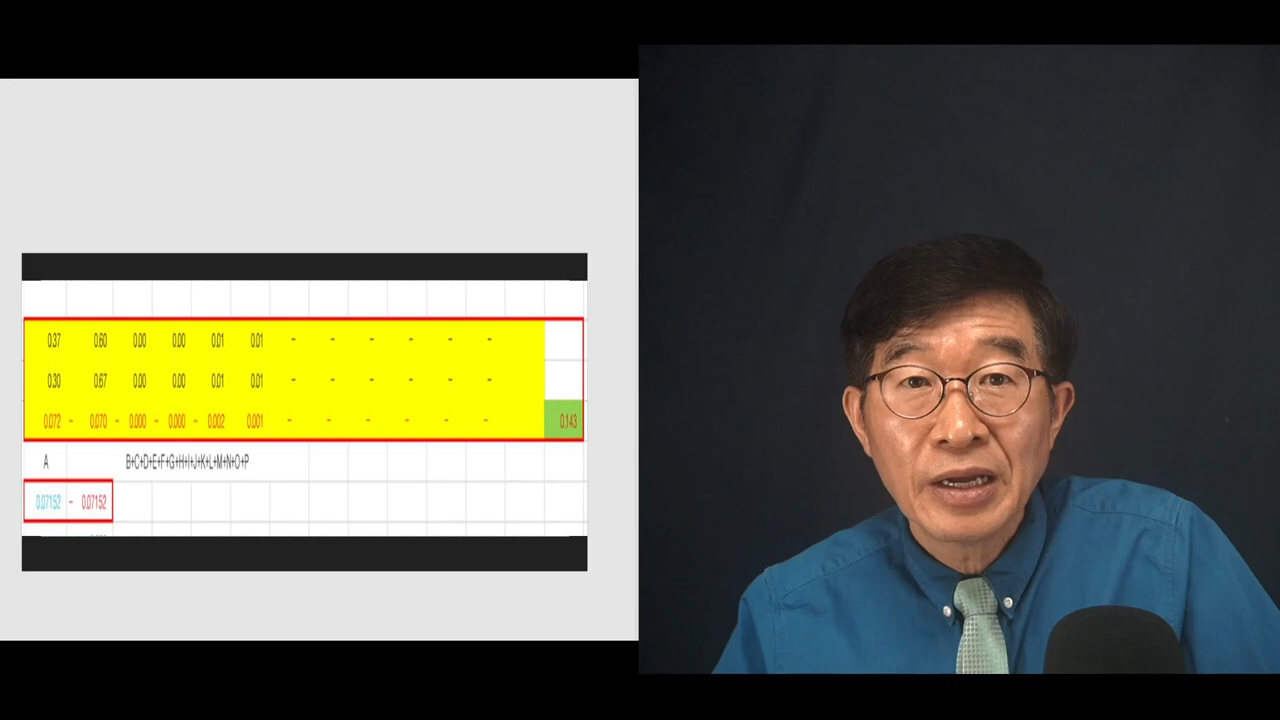 0.37 0.60 0.00 0.00 0.01 0.01 - - - - - -
0.30 0.67 0.00 0.00 0.01 0.01 - - - - - -
0.072 - 0.070 - 0.000 - 0.000 - 0.002 0.001 - - - - - - 0.143
A B+C+D+E+F+G+H+I+J+K+L+M+N+O+P
0.07152 - 0.07152